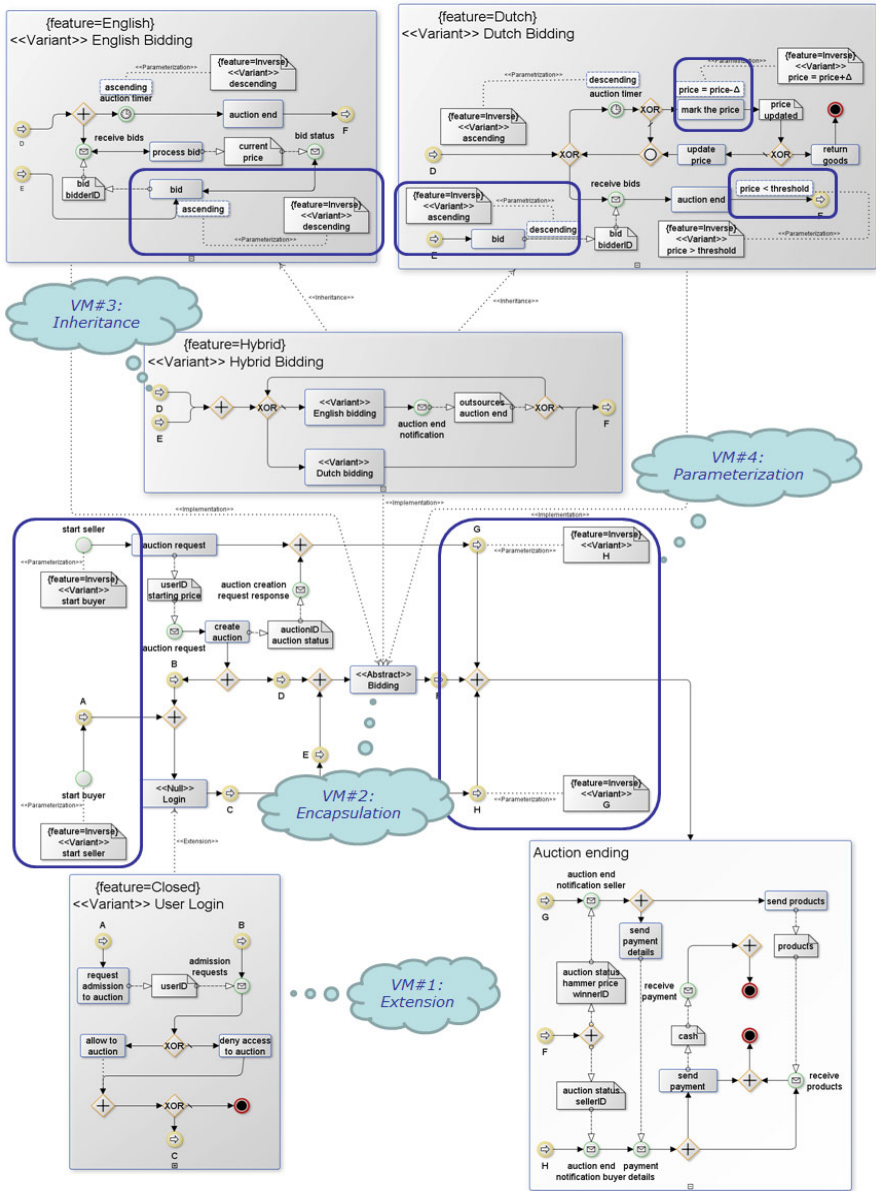 {feature=English}
<<Variant>> English Bidding
{feature=Inverse}
<<Variant>>
descending
<<Parameterization>>
ascending
auction timer
auction end
D
F
receive bids
bid status
process bid
current
price
E
bid
bidderID
bid
ascending
{feature=Inverse}
<<Variant>>
descending
<<Parameterization>>
{feature=Dutch}
<<Variant>> Dutch Bidding
<<Parametrization>>
{feature=Inverse}
<<Variant>>
price = price+Δ
<<Parametrization>>
descending
auction timer
{feature=Inverse}
<<Variant>>
ascending
price = price-Δ
XOR
mark the price
price
updated
D
XOR
update
price
XOR
return
goods
receive bids
{feature=Inverse}
<<Variant>>
ascending
<<Parameterization>>
descending
E
bid
bid
bidderID
auction end
price < threshold
F
{feature=Inverse}
<<Variant>>
price > threshold
<<Parameterization>>
VM#3:
Inheritance
<<Inheritance>>
<<Inheritance>>
{feature=Hybrid}
<<Variant>> Hybrid Bidding
D
E
XOR
<<Variant>>
English bidding
auction end
notification
outsources
auction end
XOR
F
<<Variant>>
Dutch bidding
VM#4:
Parameterization
<<Implementation>>
<<Implementation>>
<<Implementation>>
start seller
<<Parameterization>>
{feature=Inverse}
<<Variant>>
start buyer
auction request
userID
starting price
auction creation
request response
auction request
create
auction
auctionID
auction status
G
<<Parameterization>>
{feature=Inverse}
<<Variant>>
H
B
D
<<Abstract>>
Bidding
F
A
E
start buyer
<<Parameterization>>
{feature=Inverse}
<<Variant>>
start seller
<<Null>>
Login
C
VM#2:
Encapsulation
H
<<Parameterization>>
{feature=Inverse}
<<Variant>>
G
<<Extension>>
{feature=Closed}
<<Variant>> User Login
A
B
request
admission
to auction
userID
admission
requests
allow to
auction
XOR
deny access
to auction
XOR
C
VM#1:
Extension
Auction ending
auction end
notification seller
G
send
payment
details
send products
products
auction status
hammer price
winnerID
receive
payment
F
cash
auction status
sellerID
send
payment
receive
products
H
auction end
notification buyer
payment
details